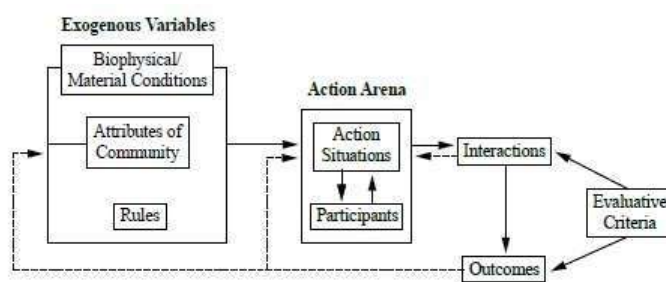 Exogenous Variables
Biophysical/
Material Conditions
Attributes of
Community
Rules
Action Arena
Action
Situations
Participants
Interactions
Outcomes
Evaluative
Criteria